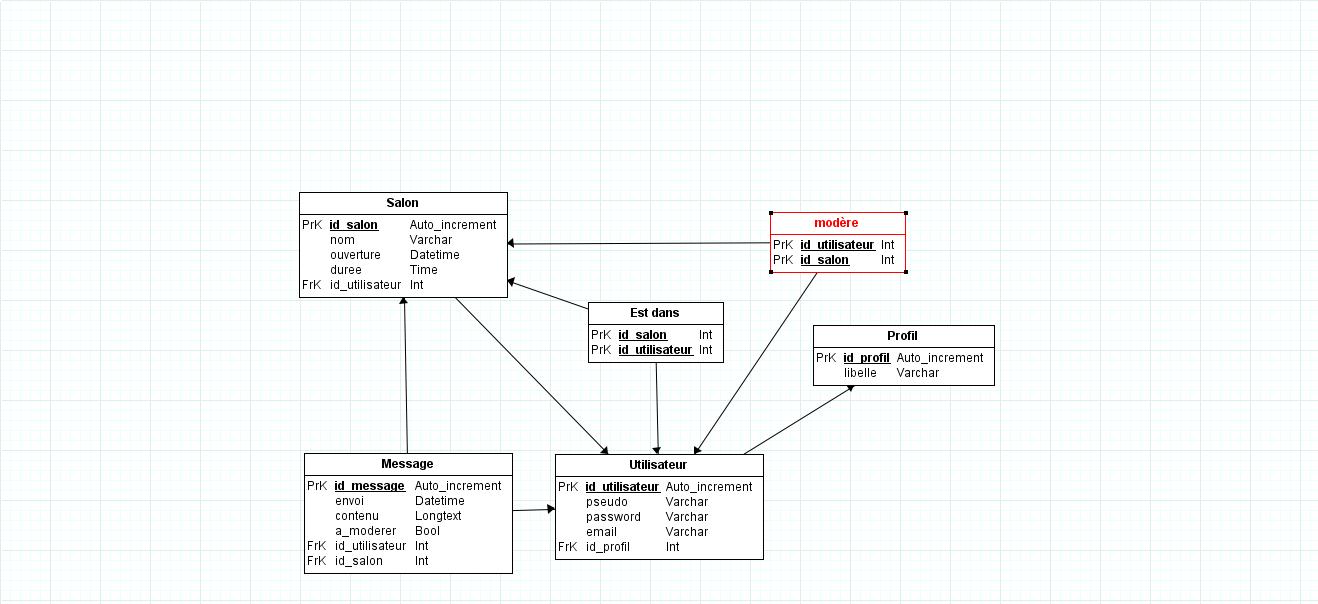 Salon
PrK id_salon Auto_increment
nom Varchar
ouverture Datetime
duree Time
FrK id_utilisateur Int
modère
PrK id_utilisateur Int
PrK id_salon Int
Est dans
PrK id_salon Int
PrK id_utilisateur Int
Profil
PrK id_profil Auto_increment
libelle Varchar
Message
PrK id_message Auto_increment
envoi Datetime
contenu Longtext
a_moderer Bool
FrK id_utilisateur Int
FrK id_salon Int
Utilisateur
PrK id_utilisateur Auto_increment
pseudo Varchar
password Varchar
email Varchar
FrK id_profil Int